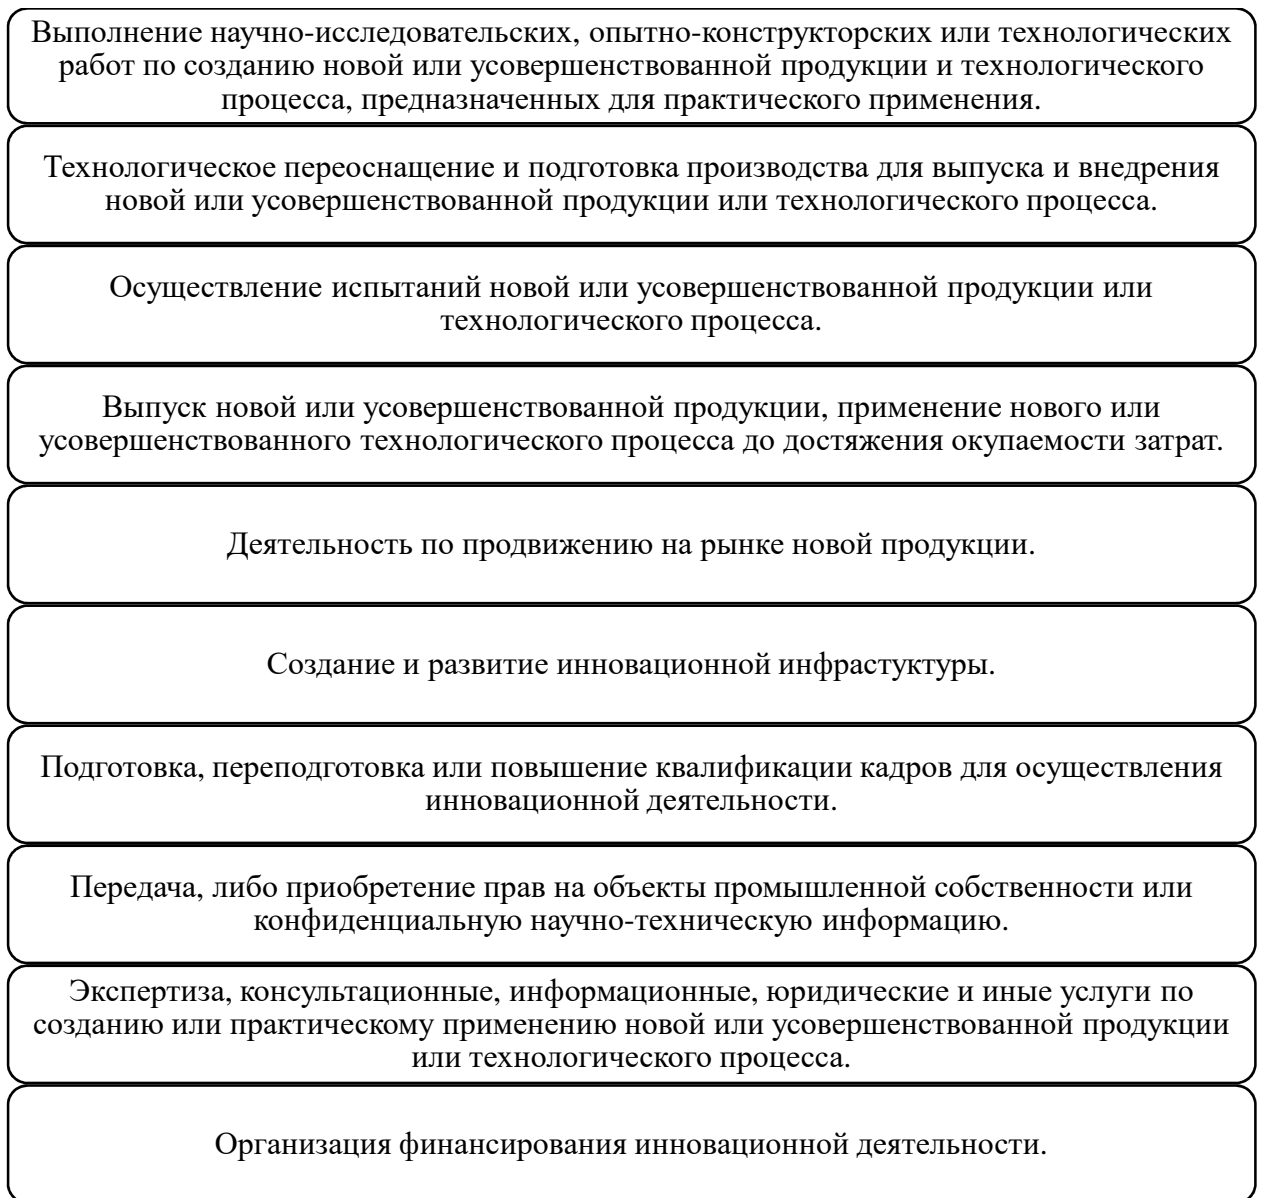 Выполнение научно-исследовательских, опытно-конструкторских или технологических
работ по созданию новой или усовершенствованной продукции и технологического
процесса, предназначенных для практического применения.
Технологическое переоснащение и подготовка производства для выпуска и внедрения
новой или усовершенствованной продукции или технологического процесса.
Осуществление испытаний новой или усовершенствованной продукции или
технологического процесса.
Выпуск новой или усовершенствованной продукции, применение нового или
усовершенствованного технологического процесса до достяжения окупаемости затрат.
Деятельность по продвижению на рынке новой продукции.
Создание и развитие инновационной инфрастуктуры.
Подготовка, переподготовка или повышение квалификации кадров для осуществления
инновационной деятельности.
Передача, либо приобретение прав на объекты промышленной собственности или
конфиденциальную научно-техническую информацию.
Экспертиза, консультационные, информационные, юридические и иные услуги по
созданию или практическому применению новой или усовершенствованной продукции
или технологического процесса.
Организация финансирования инновационной деятельности.